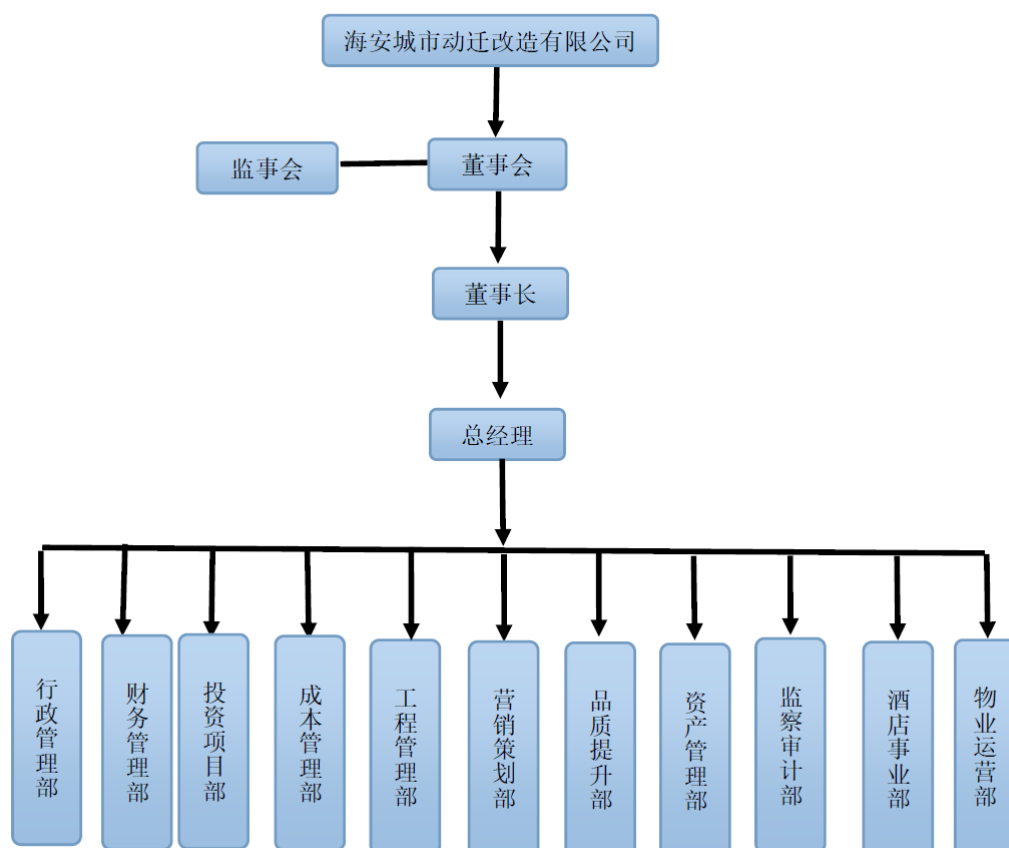 海安城市动迁改造有限公司
监事会
董事会
董事长
总经理
行政管理部
财务管理部
投资项目部
成本管理部
工程管理部
营销策划部
品质提升部
资产管理部
监察审计部
酒店事业部
物业运营部